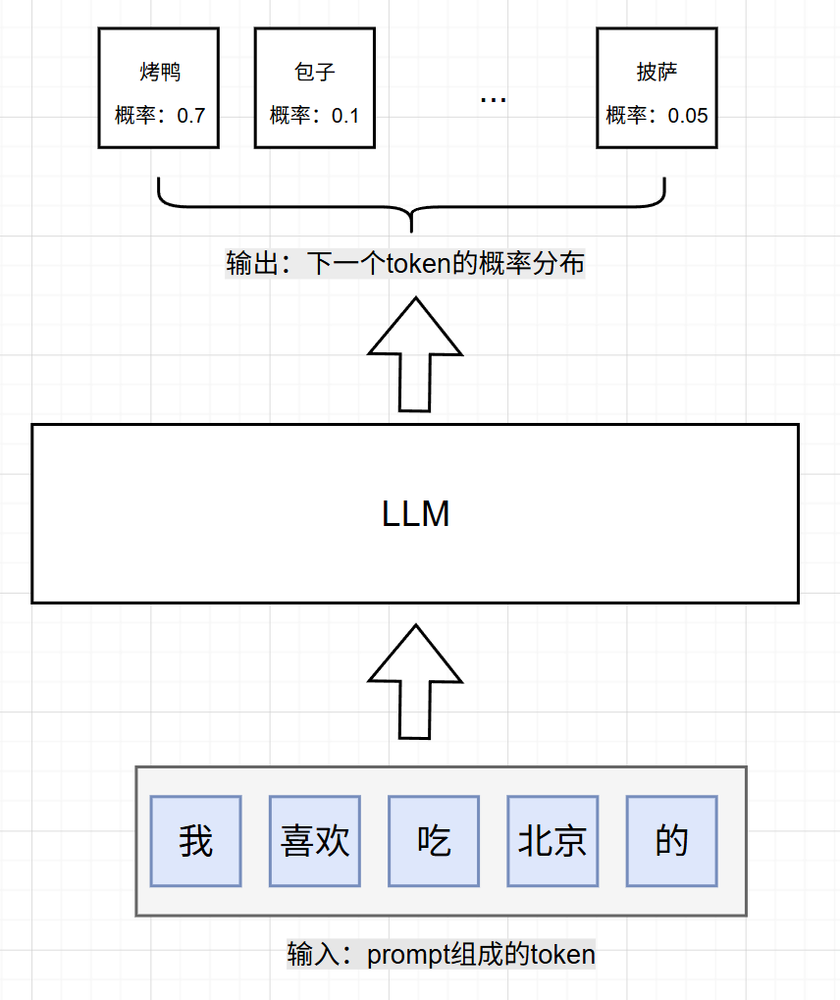 烤鸭
概率：0.7
包子
概率：0.1
...
披萨
概率：0.05
输出：下一个token的概率分布
LLM
我 喜欢 吃 北京 的
输入：prompt组成的token